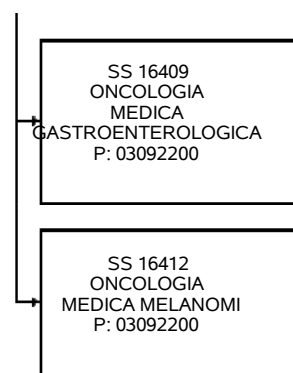 SS 16409
ONCOLOGIA
MEDICA
GASTROENTEROLOGICA
P: 03092200
SS 16412
ONCOLOGIA
MEDICA MELANOMI
P: 03092200